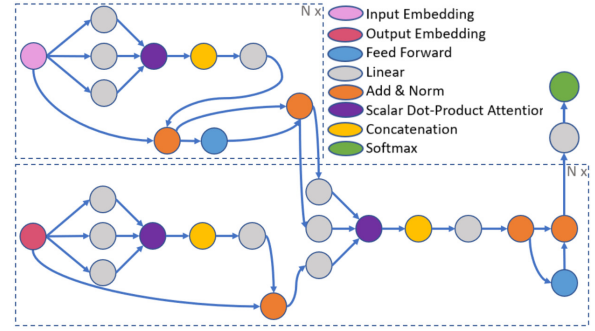 N x
Input Embedding
Output Embedding
Feed Forward
Linear
Add & Norm
Scalar Dot-Product Attention
Concatenation
Softmax
N x